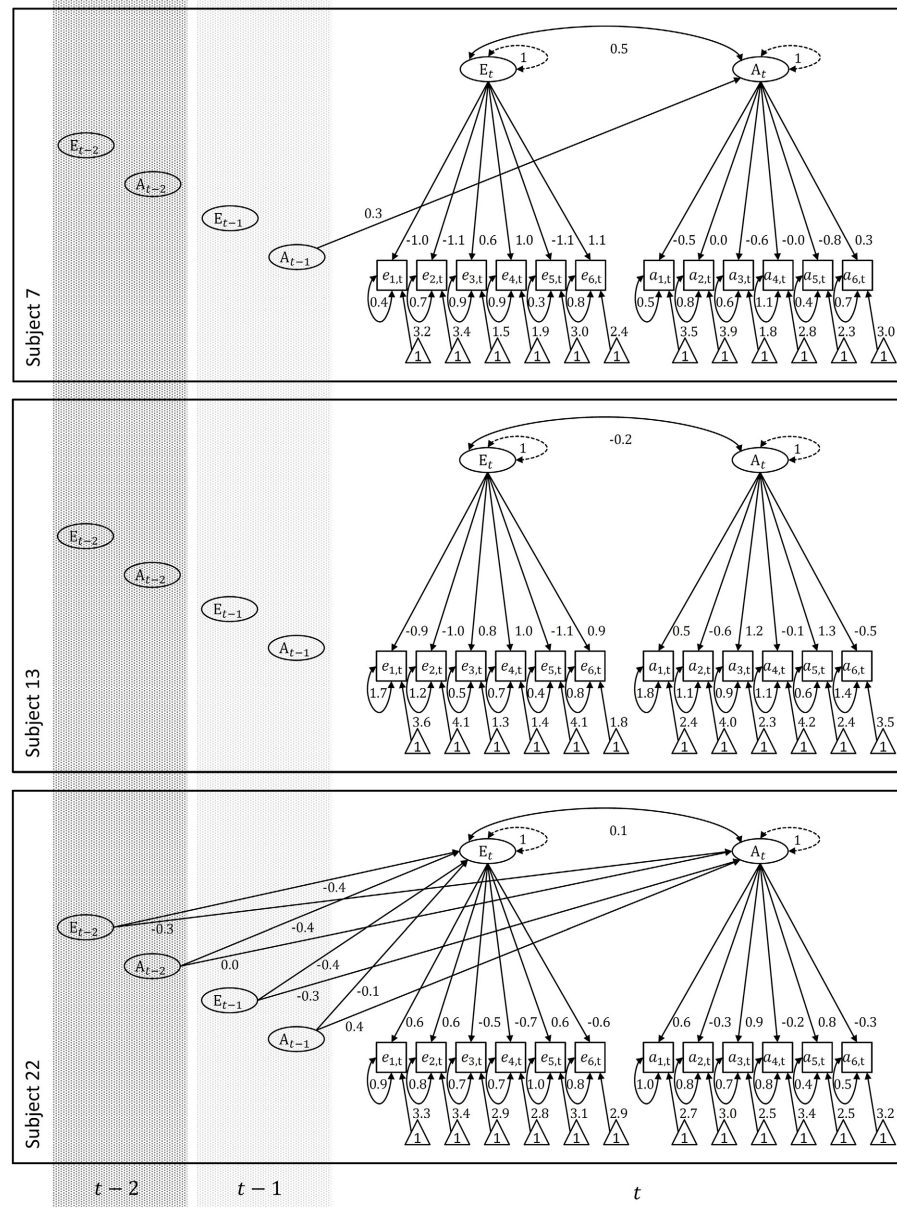 Subject 7
0.5
E_t 1 A_t 1
E_{t−2}
A_{t−2}
E_{t−1}
A_{t−1}
0.3
-1.0 -1.1 0.6 1.0 -1.1 1.1 -0.5 0.0 -0.6 -0.0 -0.8 0.3
e_{1,t} e_{2,t} e_{3,t} e_{4,t} e_{5,t} e_{6,t} a_{1,t} a_{2,t} a_{3,t} a_{4,t} a_{5,t} a_{6,t}
0.4 0.7 0.9 0.9 0.3 0.8 0.5 0.8 0.6 1.1 0.4 0.7
3.2 3.4 1.5 1.9 3.0 2.4 3.5 3.9 1.8 2.8 2.3 3.0
1 1 1 1 1 1 1 1 1 1 1 1
Subject 13
-0.2
E_t 1 A_t 1
E_{t−2}
A_{t−2}
E_{t−1}
A_{t−1}
-0.9 -1.0 0.8 1.0 -1.1 0.9 0.5 -0.6 1.2 -0.1 1.3 -0.5
e_{1,t} e_{2,t} e_{3,t} e_{4,t} e_{5,t} e_{6,t} a_{1,t} a_{2,t} a_{3,t} a_{4,t} a_{5,t} a_{6,t}
1.7 1.2 0.5 0.7 0.4 0.8 1.8 1.1 0.9 1.1 0.6 1.4
3.6 4.1 1.3 1.4 4.1 1.8 2.4 4.0 2.3 4.2 2.4 3.5
1 1 1 1 1 1 1 1 1 1 1 1
Subject 22
0.1
E_t 1 A_t 1
-0.4
E_{t−2} -0.3 -0.4
A_{t−2} 0.0 -0.4
E_{t−1} -0.3 -0.1
A_{t−1} 0.4
0.6 0.6 -0.5 -0.7 0.6 -0.6 0.6 -0.3 0.9 -0.2 0.8 -0.3
e_{1,t} e_{2,t} e_{3,t} e_{4,t} e_{5,t} e_{6,t} a_{1,t} a_{2,t} a_{3,t} a_{4,t} a_{5,t} a_{6,t}
0.9 0.8 0.7 0.7 1.0 0.8 1.0 0.8 0.7 0.8 0.4 0.5
3.3 3.4 2.9 2.8 3.1 2.9 2.7 3.0 2.5 3.4 2.5 3.2
1 1 1 1 1 1 1 1 1 1 1 1
t − 2 t − 1 t